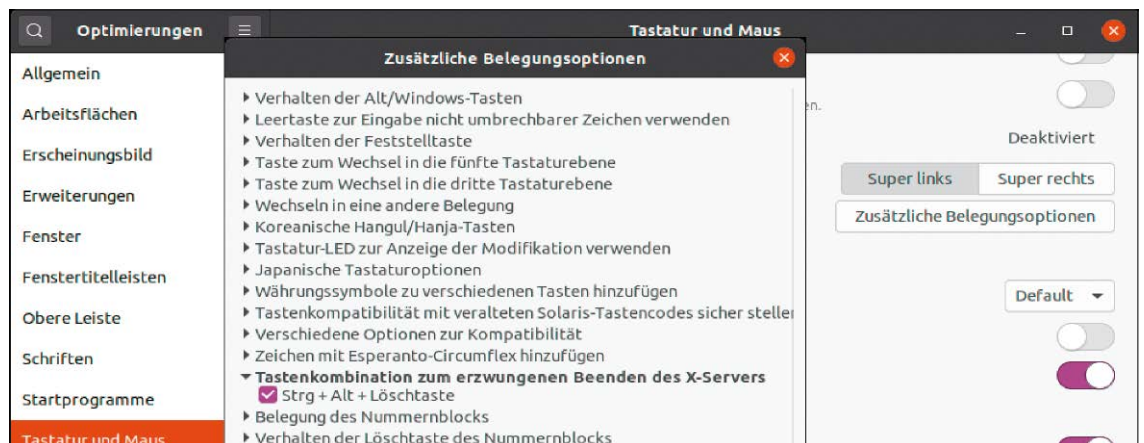 Optimierungen
Tastatur und Maus
Zusätzliche Belegungsoptionen
Allgemein
Arbeitsflächen
Erscheinungsbild
Erweiterungen
Fenster
Fenstertitelleisten
Obere Leiste
Schriften
Startprogramme
Tastatur und Maus
Verhalten der Alt/Windows-Tasten
Leertaste zur Eingabe nicht umbrechbarer Zeichen verwenden
Verhalten der Feststelltaste
Taste zum Wechsel in die fünfte Tastaturebene
Taste zum Wechsel in die dritte Tastaturebene
Wechseln in eine andere Belegung
Koreanische Hangul/Hanja-Tasten
Tastatur-LED zur Anzeige der Modifikation verwenden
Japanische Tastaturoptionen
Währungssymbole zu verschiedenen Tasten hinzufügen
Tastenkompatibilität mit veralteten Solaris-Tastencodes sicher steller
Verschiedene Optionen zur Kompatibilität
Zeichen mit Esperanto-Circumflex hinzufügen
Tastenkombination zum erzwungenen Beenden des X-Servers
Strg + Alt + Löschtaste
Belegung des Nummernblocks
Verhalten der Löschtaste des Nummernblocks
en.
Deaktiviert
Super links Super rechts
Zusätzliche Belegungsoptionen
Default